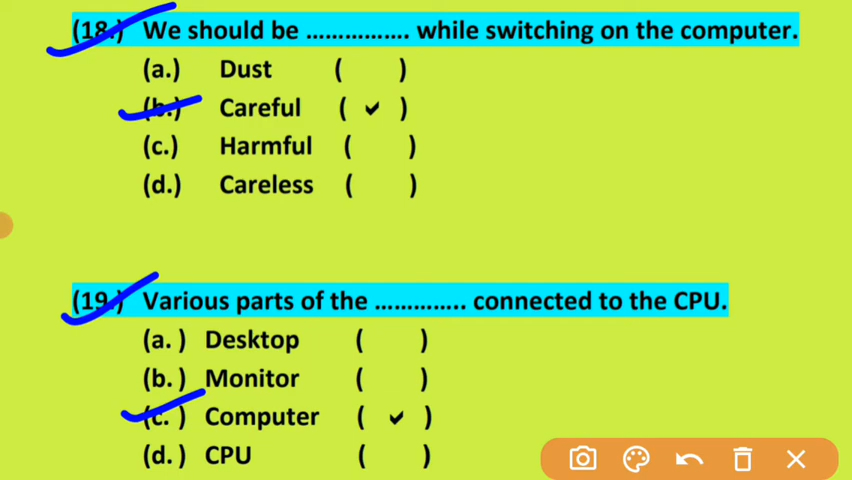 (18.) We should be ................ while switching on the computer.
(a.) Dust ( )
(b.) Careful ( ✔ )
(c.) Harmful ( )
(d.) Careless ( )
(19.) Various parts of the .............. connected to the CPU.
(a. ) Desktop ( )
(b. ) Monitor ( )
(c. ) Computer ( ✔ )
(d. ) CPU ( )